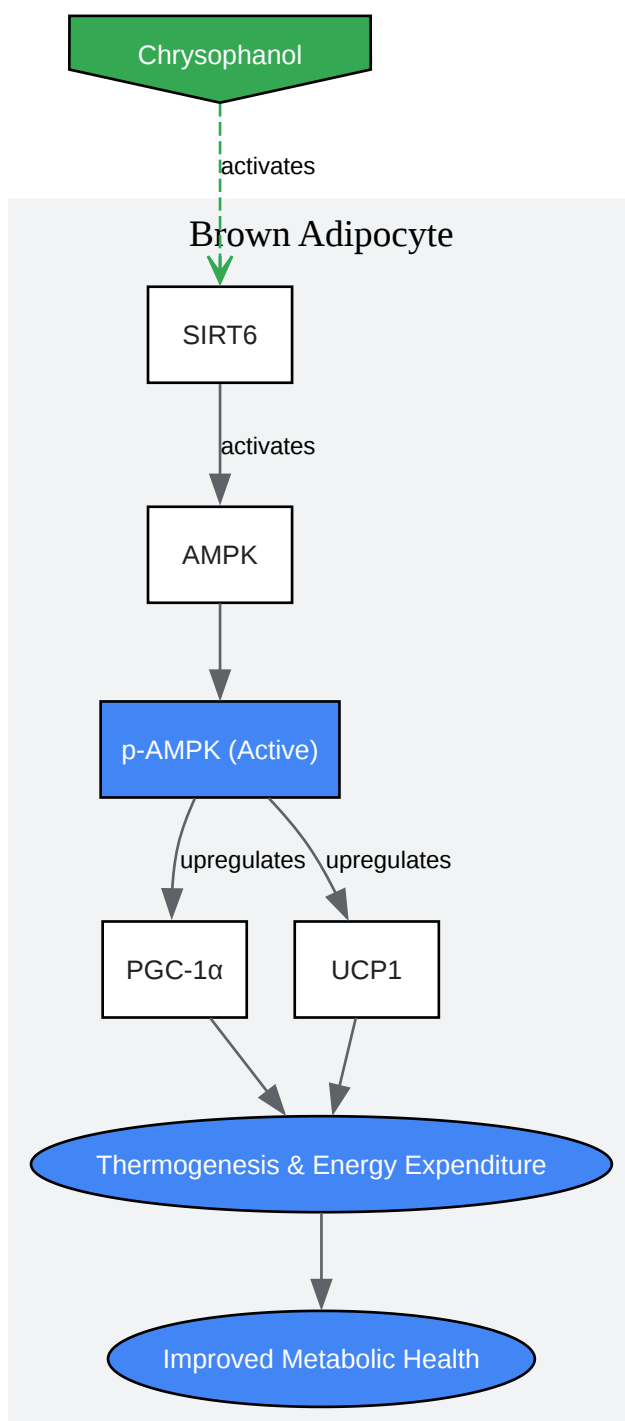 Chrysophanol
activates
Brown Adipocyte
SIRT6
activates
AMPK
p-AMPK (Active)
upregulates
upregulates
PGC-1α
UCP1
Thermogenesis & Energy Expenditure
Improved Metabolic Health